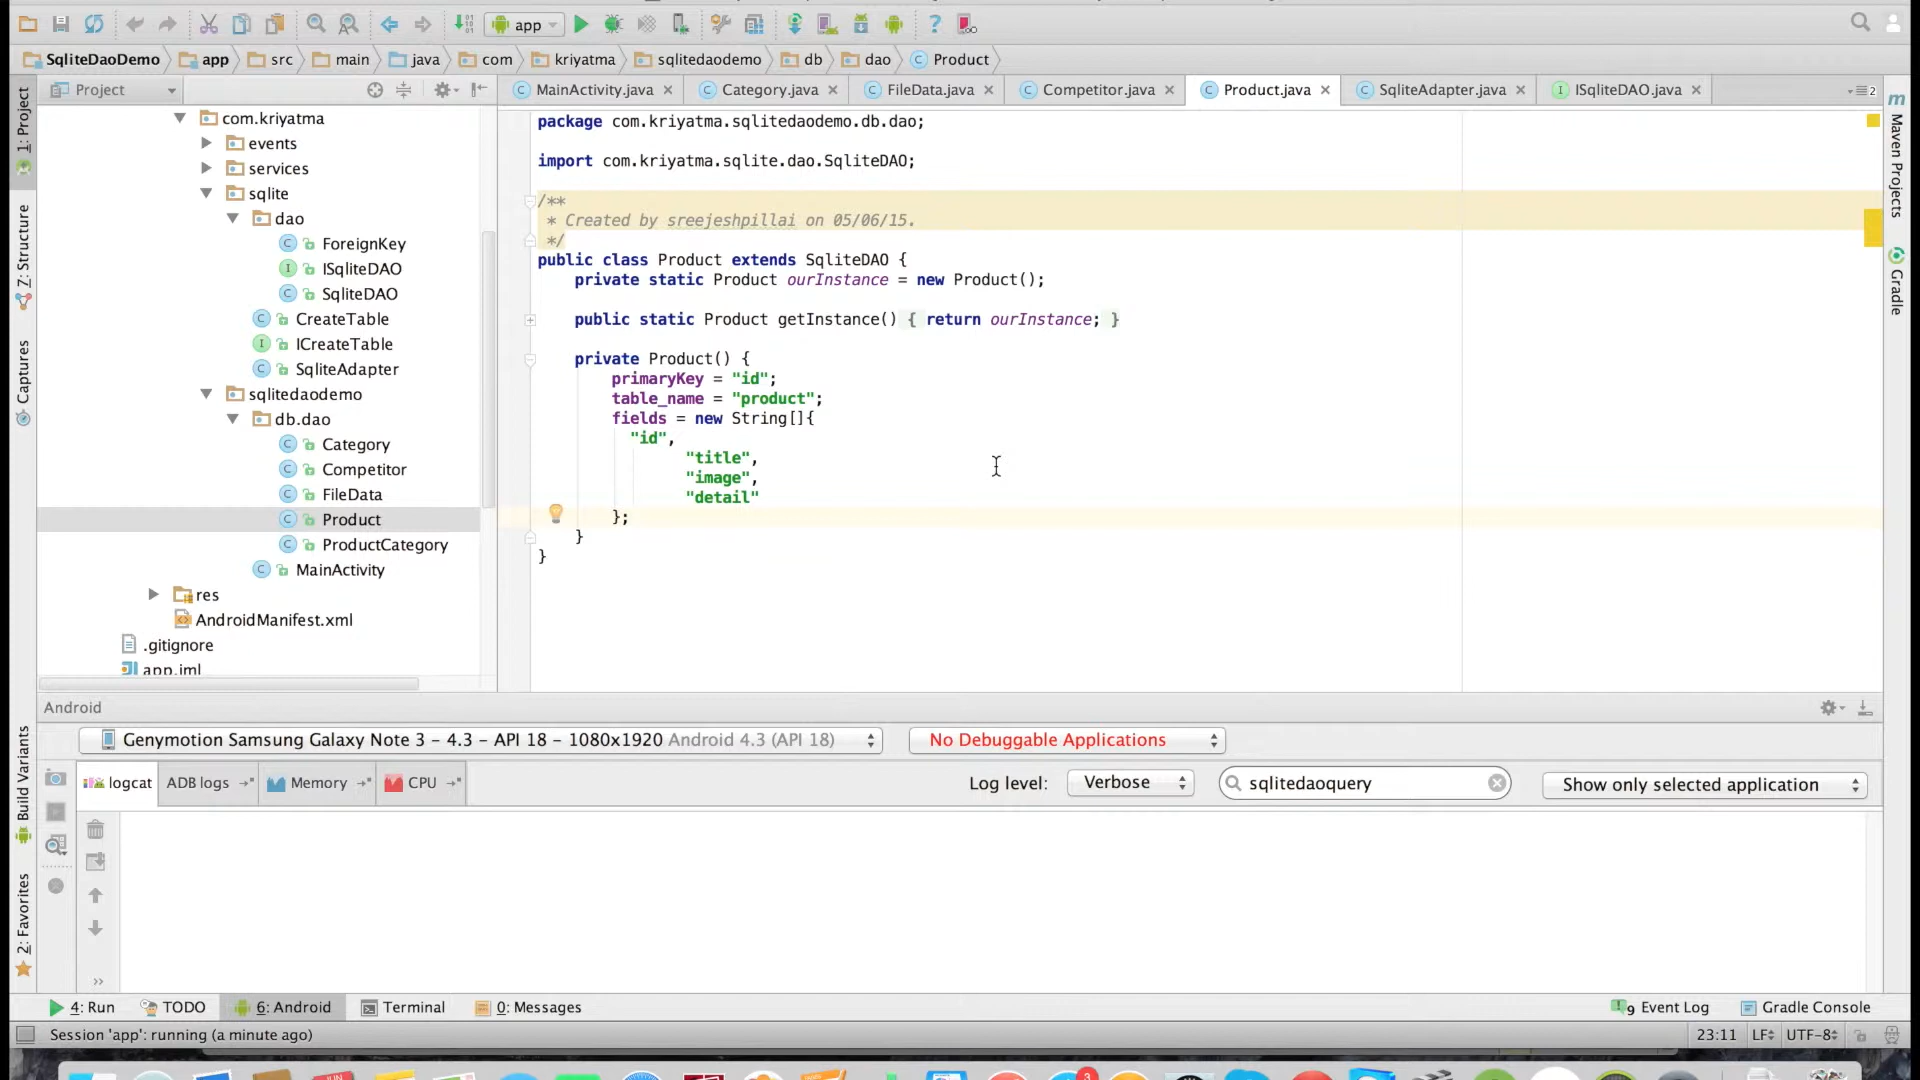 app
SqliteDaoDemo app src main java com kriyatma sqlitedaodemo db dao Product
Project
MainActivity.java Category.java FileData.java Competitor.java Product.java SqliteAdapter.java ISqliteDAO.java 2
1: Project
Z: Structure
Captures
Build Variants
2: Favorites
com.kriyatma
events
services
sqlite
dao
ForeignKey
ISqliteDAO
SqliteDAO
CreateTable
ICreateTable
SqliteAdapter
sqlitedaodemo
db.dao
Category
Competitor
FileData
Product
ProductCategory
MainActivity
res
AndroidManifest.xml
.gitignore
app.iml
package com.kriyatma.sqlitedaodemo.db.dao;
import com.kriyatma.sqlite.dao.SqliteDAO;
/**
* Created by sreejeshpillai on 05/06/15.
*/
public class Product extends SqliteDAO {
private static Product ourInstance = new Product();
public static Product getInstance() { return ourInstance; }
private Product() {
primaryKey = "id";
table_name = "product";
fields = new String[]{
"id",
"title",
"image",
"detail"
};
}
}
Maven Projects
Gradle
Android
Genymotion Samsung Galaxy Note 3 - 4.3 - API 18 - 1080x1920 Android 4.3 (API 18)
No Debuggable Applications
logcat ADB logs Memory CPU
Log level: Verbose sqlitedaoquery Show only selected application
4: Run TODO 6: Android Terminal 0: Messages 9 Event Log Gradle Console
Session 'app': running (a minute ago) 23:11 LF UTF-8
3